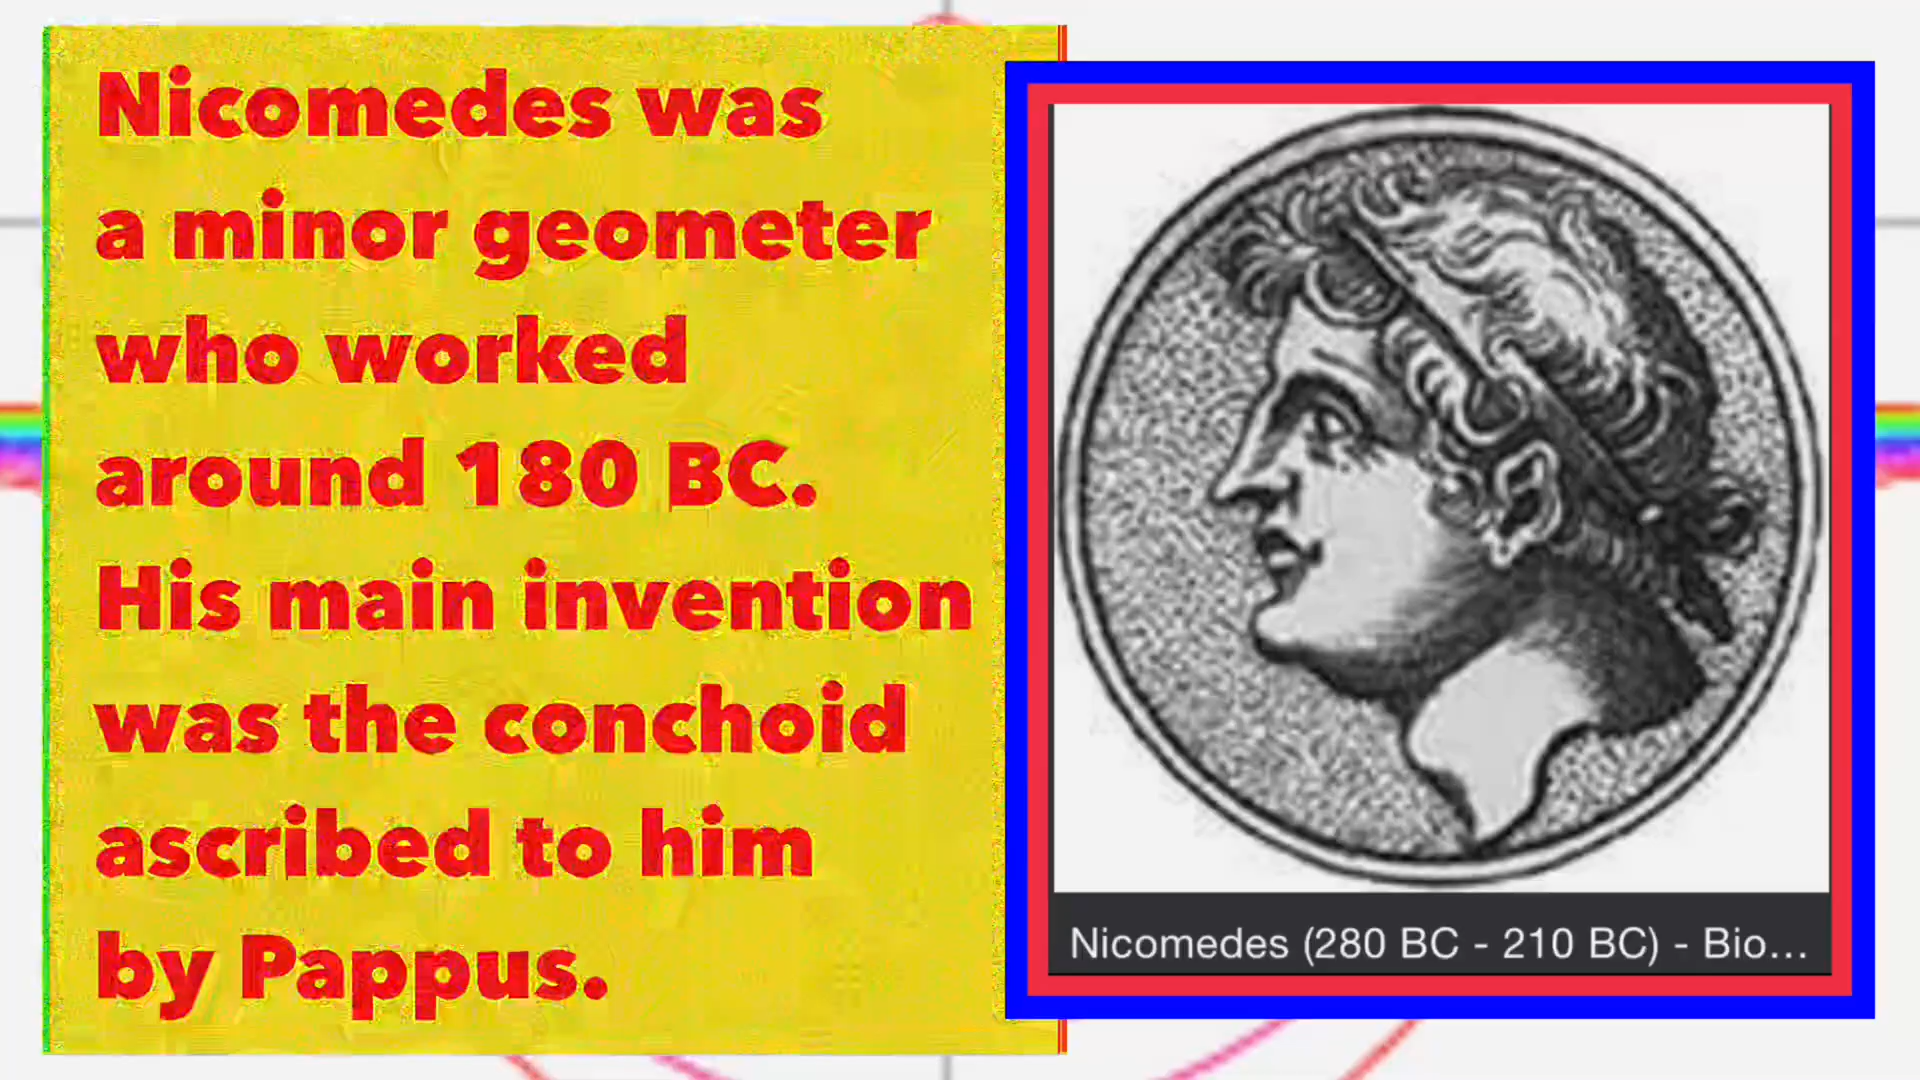 Nicomedes was
a minor geometer
who worked
around 180 BC.
His main invention
was the conchoid
ascribed to him
by Pappus.
Nicomedes (280 BC - 210 BC) - Bio...